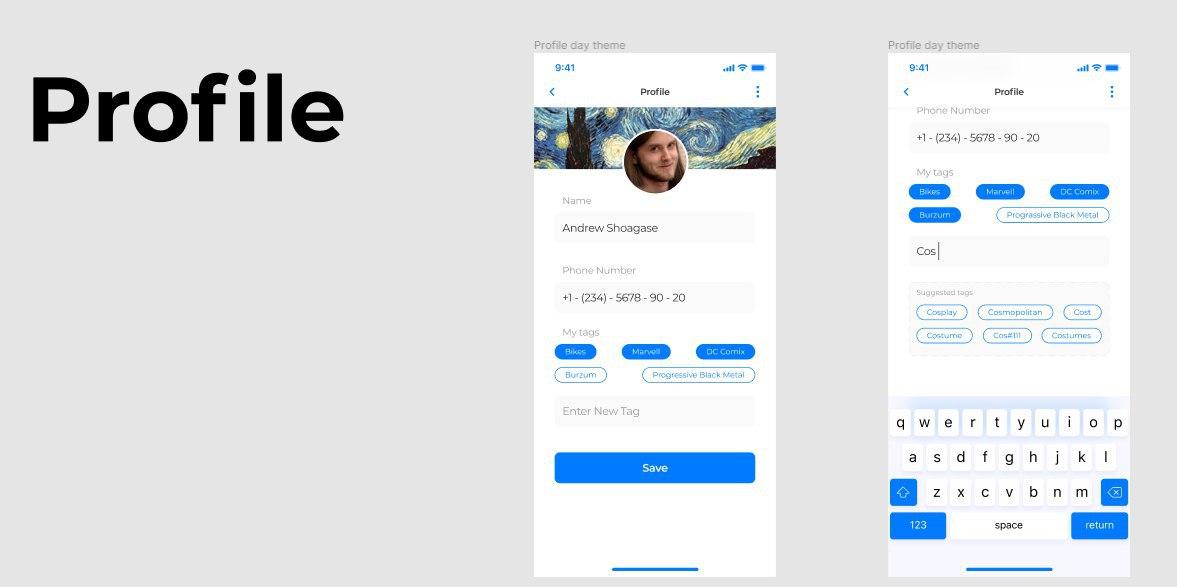 Profile
Profile day theme
9:41
Profile
Name
Andrew Shoagase
Phone Number
+1 - (234) - 5678 - 90 - 20
My tags
Bikes Marvell DC Comix
Burzum Progressive Black Metal
Enter New Tag
Save
Profile day theme
9:41
Profile
Phone Number
+1 - (234) - 5678 - 90 - 20
My tags
Bikes Marvell DC Comix
Burzum Prograssive Black Metal
Cos
Suggested tags
Cosplay Cosmopolitan Cost
Costume Cos#111 Costumes
q w e r t y u i o p
a s d f g h j k l
z x c v b n m
123 space return